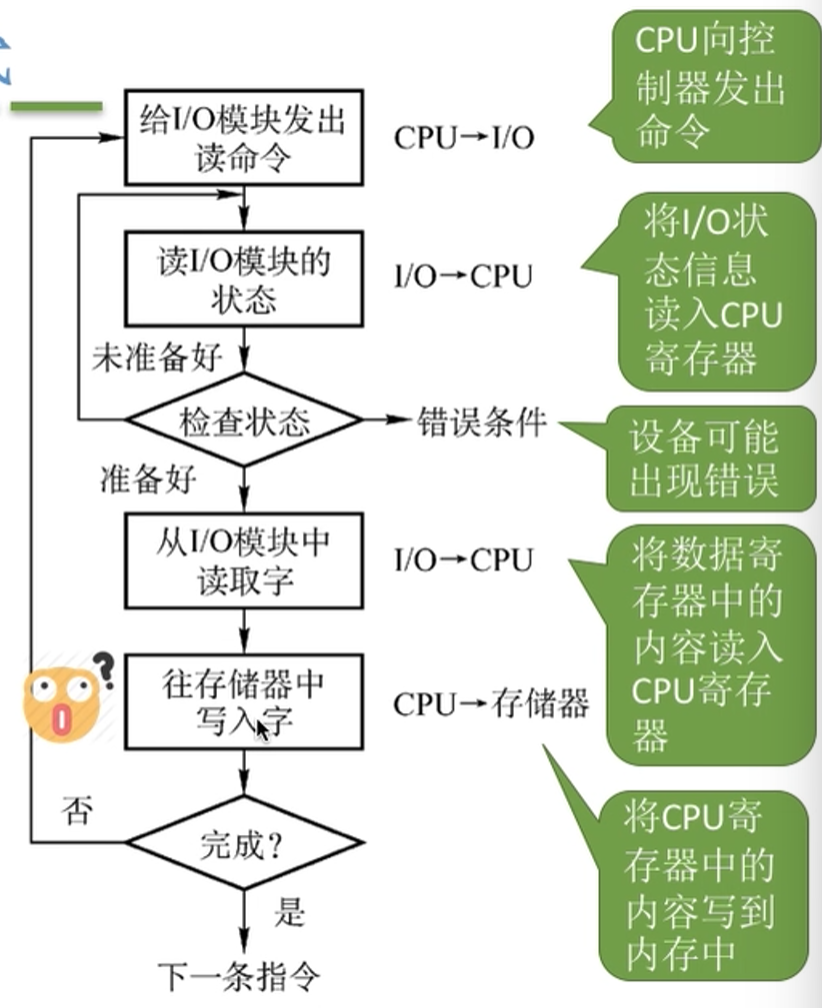 给I/O模块发出
读命令
CPU→I/O
CPU向控
制器发出
命令
读I/O模块的
状态
I/O→CPU
将I/O状
态信息
读入CPU
寄存器
未准备好
检查状态
错误条件
设备可能
出现错误
准备好
从I/O模块中
读取字
I/O→CPU
将数据寄
存器中的
内容读入
CPU寄存
器
往存储器中
写入字
CPU→存储器
将CPU寄
存器中的
内容写到
内存中
否
完成？
是
下一条指令